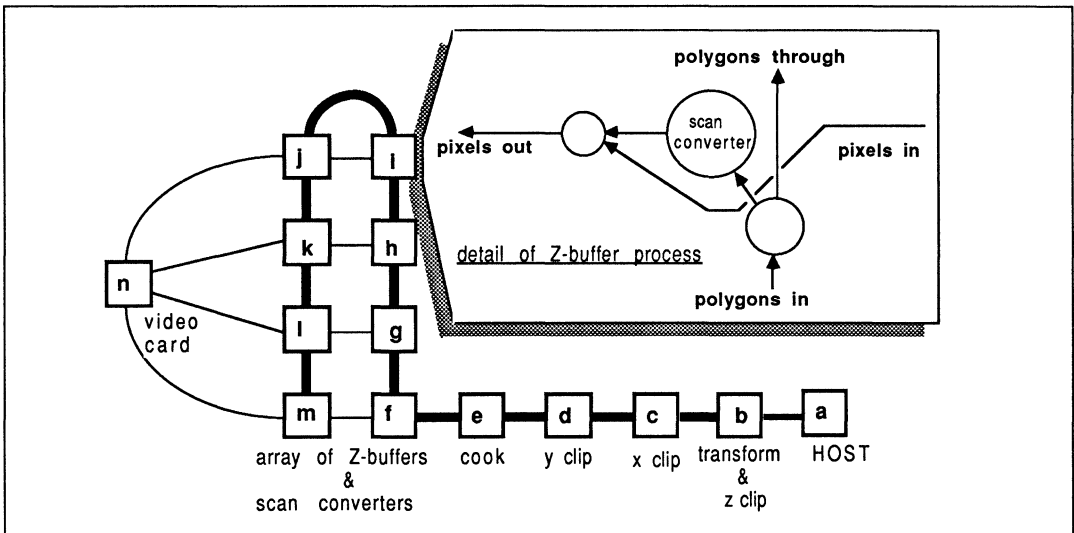 polygons through
scan
converter
pixels out
pixels in
detail of Z-buffer process
polygons in
j
i
k
h
n
video
card
l
g
m
f
e
d
c
b
a
array of Z-buffers
&
scan converters
cook
y clip
x clip
transform
&
z clip
HOST